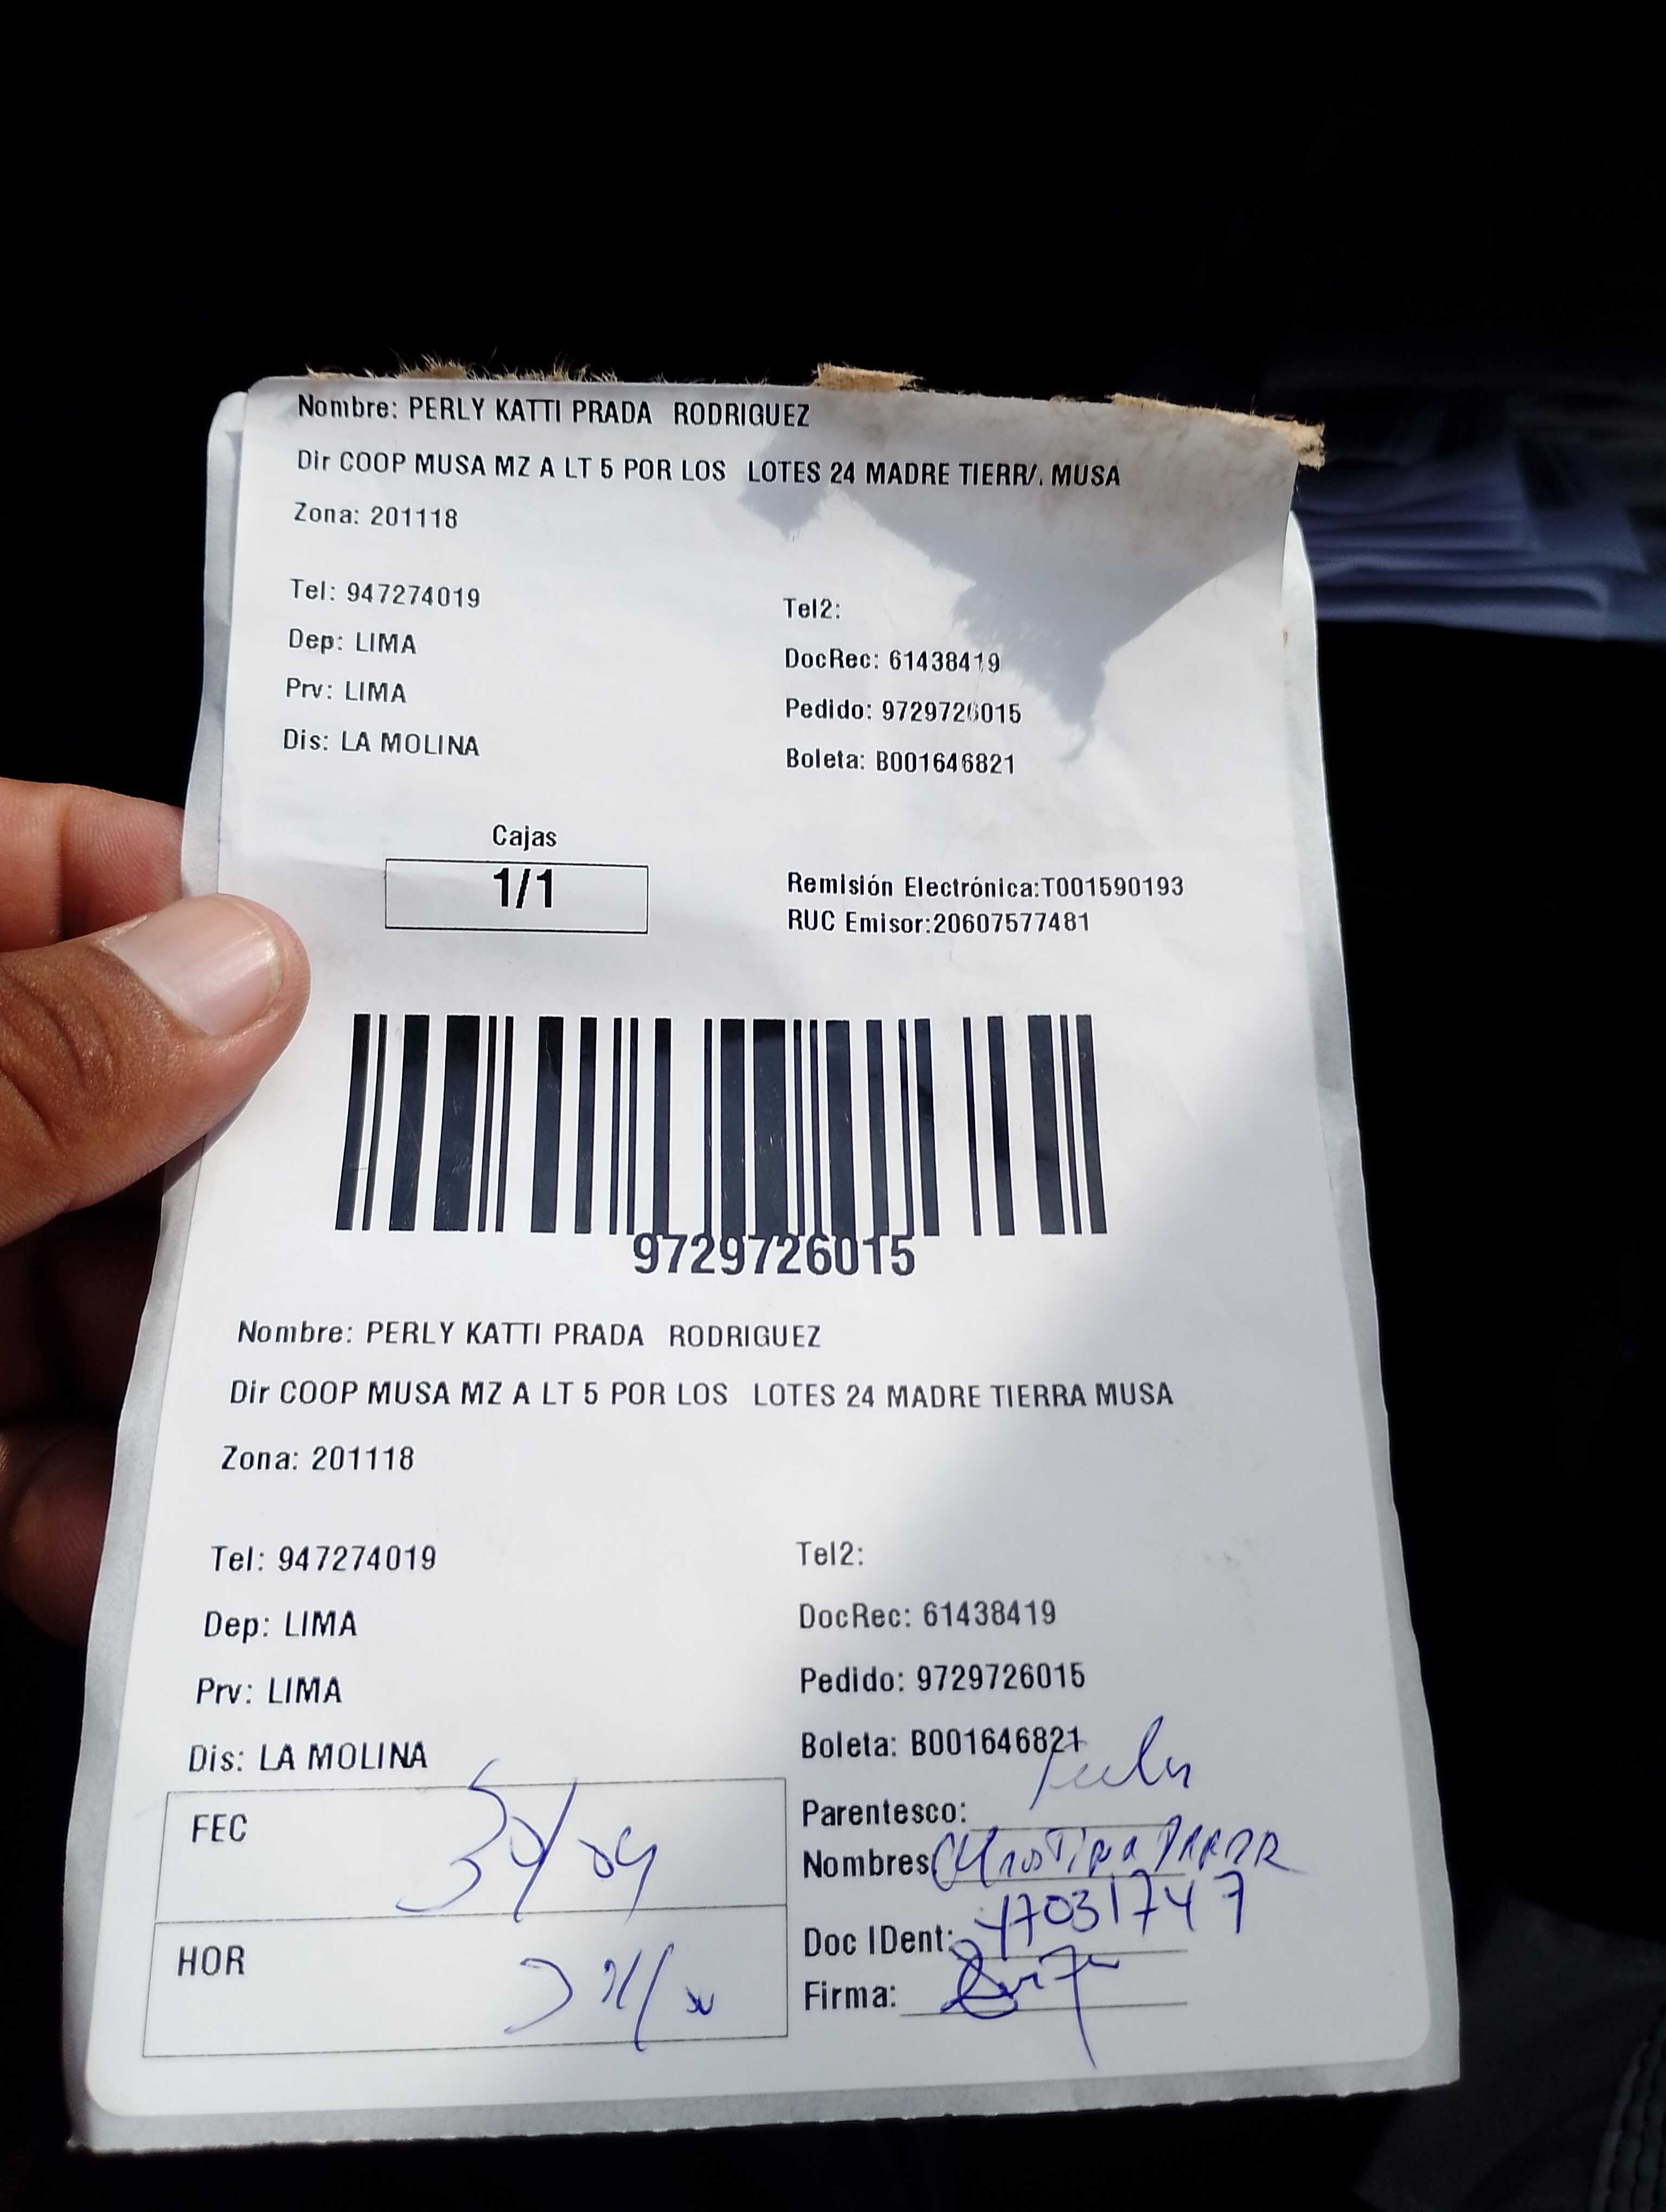 Nombre: PERLY KATTI PRADA RODRIGUEZ
Dir COOP MUSA MZ A LT 5 POR LOS LOTES 24 MADRE TIERR/. MUSA
Zona: 201118
Tel: 947274019
Tel2:
Dep: LIMA
DocRec: 61438419
Prv: LIMA
Pedido: 9729726015
Dis: LA MOLINA
Boleta: B001646821
Cajas
1/1
Remisión Electrónica:T001590193
RUC Emisor:20607577481
9729726015
Nombre: PERLY KATTI PRADA RODRIGUEZ
Dir COOP MUSA MZ A LT 5 POR LOS LOTES 24 MADRE TIERRA MUSA
Zona: 201118
Tel: 947274019
Tel2:
Dep: LIMA
DocRec: 61438419
Prv: LIMA
Pedido: 9729726015
Dis: LA MOLINA
Boleta: B001646821
FEC 30/09
Parentesco:
Nombres PRADA
Doc IDent: 47031747
HOR
Firma: